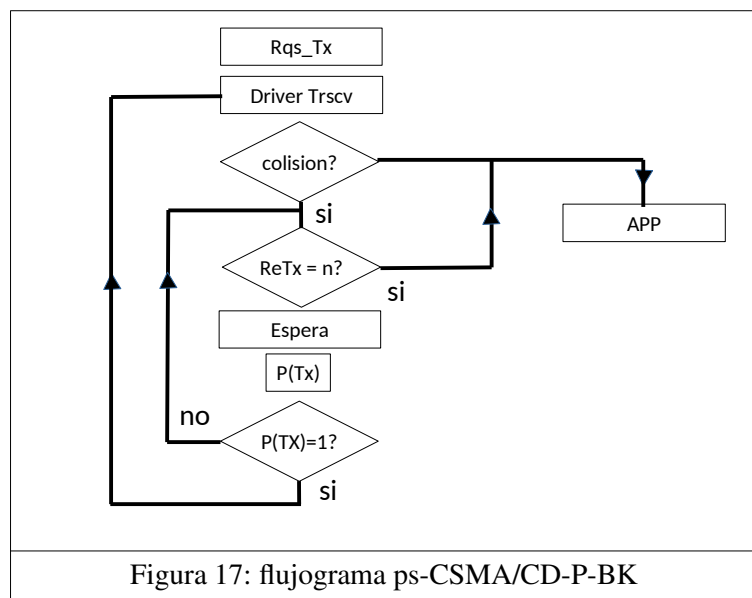 Rqs_Tx
Driver Trscv
colision?
si
APP
ReTx = n?
si
Espera
P(Tx)
no
P(TX)=1?
si
Figura 17: flujograma ps-CSMA/CD-P-BK